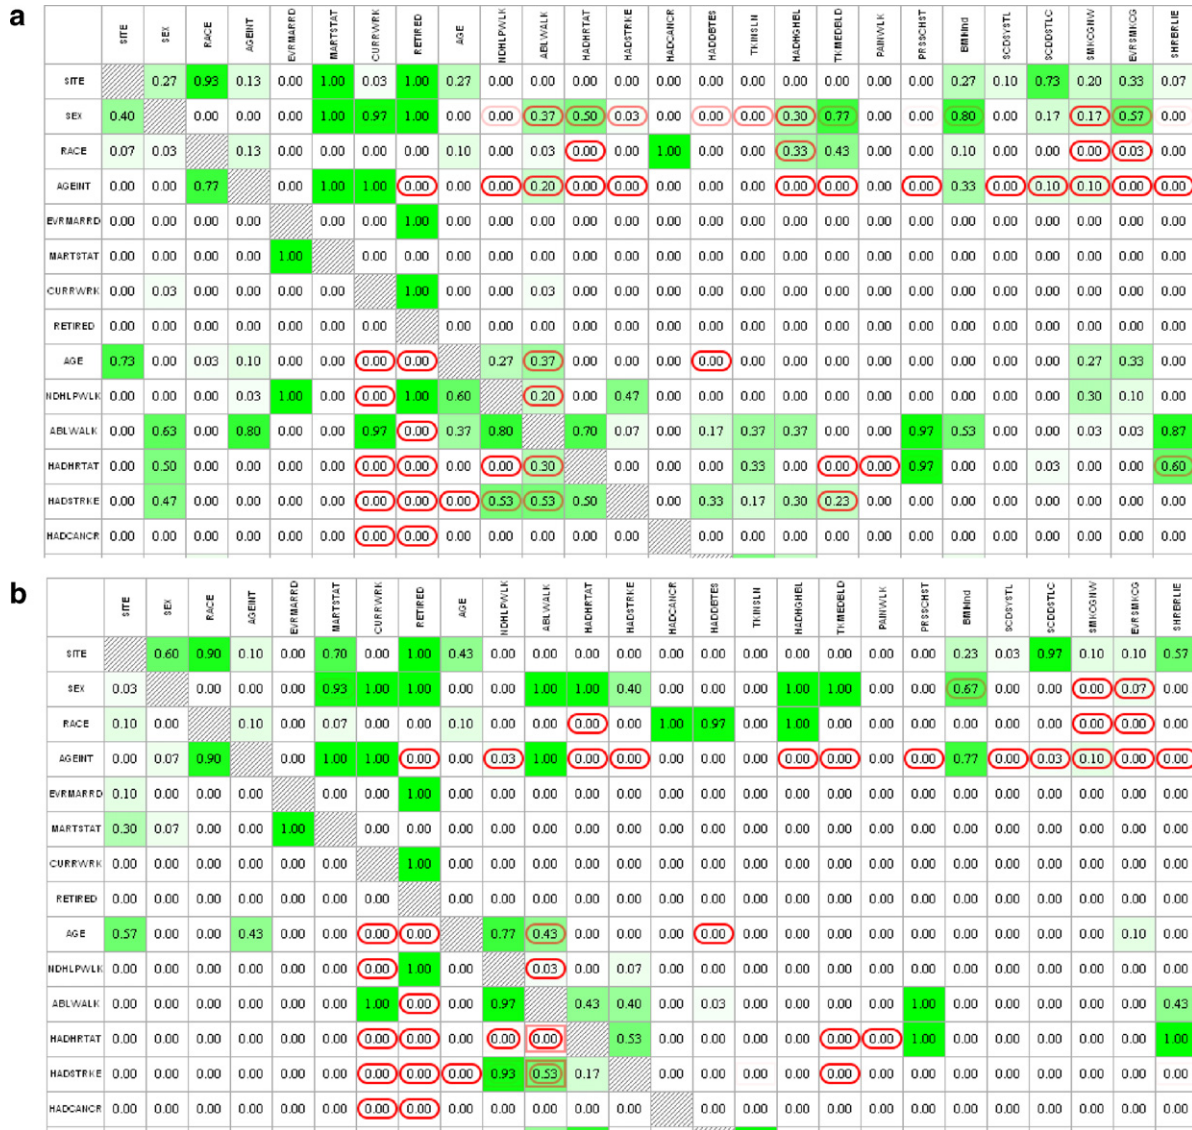 a
SITE SEX RACE AGEINT EVRMARRD MARTSTAT CURRWRK RETIRED AGE NDHLPWLK ABLWALK HADHRTAT HADSTRKE HADCANCR HADDBTES TKINSLN HADHGHBL TKMEDBLD PAINWLK PRSSCHST BMIInd SCDSYSTL SCDDSTLC SMKCGNW EVRSMKCG SHRBRLIE
SITE 0.27 0.93 0.13 0.00 1.00 0.03 1.00 0.27 0.00 0.00 0.00 0.00 0.00 0.00 0.00 0.00 0.00 0.00 0.00 0.27 0.10 0.73 0.20 0.33 0.07
SEX 0.40 0.00 0.00 0.00 1.00 0.97 1.00 0.00 0.00 0.37 0.50 0.03 0.00 0.00 0.00 0.30 0.77 0.00 0.00 0.80 0.00 0.17 0.17 0.57 0.00
RACE 0.07 0.03 0.13 0.00 0.00 0.00 0.00 0.10 0.00 0.03 0.00 0.00 1.00 0.00 0.00 0.33 0.43 0.00 0.00 0.10 0.00 0.00 0.00 0.03 0.00
AGEINT 0.00 0.00 0.77 0.00 1.00 1.00 0.00 0.00 0.00 0.20 0.00 0.00 0.00 0.00 0.00 0.00 0.00 0.00 0.00 0.33 0.00 0.10 0.10 0.00 0.00
EVRMARRD 0.00 0.00 0.00 0.00 0.00 0.00 1.00 0.00 0.00 0.00 0.00 0.00 0.00 0.00 0.00 0.00 0.00 0.00 0.00 0.00 0.00 0.00 0.00 0.00 0.00
MARTSTAT 0.00 0.00 0.00 0.00 1.00 0.00 0.00 0.00 0.00 0.00 0.00 0.00 0.00 0.00 0.00 0.00 0.00 0.00 0.00 0.00 0.00 0.00 0.00 0.00 0.00
CURRWRK 0.00 0.03 0.00 0.00 0.00 0.00 1.00 0.00 0.00 0.03 0.00 0.00 0.00 0.00 0.00 0.00 0.00 0.00 0.00 0.00 0.00 0.00 0.00 0.00 0.00
RETIRED 0.00 0.00 0.00 0.00 0.00 0.00 0.00 0.00 0.00 0.00 0.00 0.00 0.00 0.00 0.00 0.00 0.00 0.00 0.00 0.00 0.00 0.00 0.00 0.00 0.00
AGE 0.73 0.00 0.03 0.10 0.00 0.00 0.00 0.00 0.27 0.37 0.00 0.00 0.00 0.00 0.00 0.00 0.00 0.00 0.00 0.00 0.00 0.00 0.27 0.33 0.00
NDHLPWLK 0.00 0.00 0.00 0.03 1.00 0.00 0.00 1.00 0.60 0.20 0.00 0.47 0.00 0.00 0.00 0.00 0.00 0.00 0.00 0.00 0.00 0.00 0.30 0.10 0.00
ABLWALK 0.00 0.63 0.00 0.80 0.00 0.00 0.97 0.00 0.37 0.80 0.70 0.07 0.00 0.17 0.37 0.37 0.00 0.00 0.97 0.53 0.00 0.00 0.03 0.03 0.87
HADHRTAT 0.00 0.50 0.00 0.00 0.00 0.00 0.00 0.00 0.00 0.00 0.30 0.00 0.00 0.00 0.33 0.00 0.00 0.00 0.97 0.00 0.00 0.03 0.00 0.00 0.60
HADSTRKE 0.00 0.47 0.00 0.00 0.00 0.00 0.00 0.00 0.00 0.53 0.53 0.50 0.00 0.33 0.17 0.30 0.23 0.00 0.00 0.00 0.00 0.00 0.00 0.00 0.00
HADCANCR 0.00 0.00 0.00 0.00 0.00 0.00 0.00 0.00 0.00 0.00 0.00 0.00 0.00 0.00 0.00 0.00 0.00 0.00 0.00 0.00 0.00 0.00 0.00 0.00 0.00
b
SITE SEX RACE AGEINT EVRMARRD MARTSTAT CURRWRK RETIRED AGE NDHLPWLK ABLWALK HADHRTAT HADSTRKE HADCANCR HADDBTES TKINSLN HADHGHBL TKMEDBLD PAINWLK PRSSCHST BMIInd SCDSYSTL SCDDSTLC SMKCGNW EVRSMKCG SHRBRLIE
SITE 0.60 0.90 0.10 0.00 0.70 0.00 1.00 0.43 0.00 0.00 0.00 0.00 0.00 0.00 0.00 0.00 0.00 0.00 0.00 0.23 0.03 0.97 0.10 0.10 0.57
SEX 0.03 0.00 0.00 0.00 0.93 1.00 1.00 0.00 0.00 1.00 1.00 0.40 0.00 0.00 0.00 1.00 1.00 0.00 0.00 0.67 0.00 0.00 0.00 0.07 0.00
RACE 0.10 0.00 0.10 0.00 0.07 0.00 0.00 0.10 0.00 0.00 0.00 0.00 1.00 0.97 0.00 1.00 0.00 0.00 0.00 0.00 0.00 0.00 0.00 0.00 0.00
AGEINT 0.00 0.07 0.90 0.00 1.00 1.00 0.00 0.00 0.03 1.00 0.00 0.00 0.00 0.00 0.00 0.00 0.00 0.00 0.00 0.77 0.00 0.03 0.10 0.00 0.00
EVRMARRD 0.10 0.00 0.00 0.00 0.00 0.00 1.00 0.00 0.00 0.00 0.00 0.00 0.00 0.00 0.00 0.00 0.00 0.00 0.00 0.00 0.00 0.00 0.00 0.00 0.00
MARTSTAT 0.30 0.07 0.00 0.00 1.00 0.00 0.00 0.00 0.00 0.00 0.00 0.00 0.00 0.00 0.00 0.00 0.00 0.00 0.00 0.00 0.00 0.00 0.00 0.00 0.00
CURRWRK 0.00 0.00 0.00 0.00 0.00 0.00 1.00 0.00 0.00 0.00 0.00 0.00 0.00 0.00 0.00 0.00 0.00 0.00 0.00 0.00 0.00 0.00 0.00 0.00 0.00
RETIRED 0.00 0.00 0.00 0.00 0.00 0.00 0.00 0.00 0.00 0.00 0.00 0.00 0.00 0.00 0.00 0.00 0.00 0.00 0.00 0.00 0.00 0.00 0.00 0.00 0.00
AGE 0.57 0.00 0.00 0.43 0.00 0.00 0.00 0.00 0.77 0.43 0.00 0.00 0.00 0.00 0.00 0.00 0.00 0.00 0.00 0.00 0.00 0.00 0.00 0.10 0.00
NDHLPWLK 0.00 0.00 0.00 0.00 0.00 0.00 0.00 1.00 0.00 0.03 0.00 0.07 0.00 0.00 0.00 0.00 0.00 0.00 0.00 0.00 0.00 0.00 0.00 0.00 0.00
ABLWALK 0.00 0.00 0.00 0.00 0.00 0.00 1.00 0.00 0.00 0.97 0.43 0.40 0.00 0.03 0.00 0.00 0.00 0.00 1.00 0.00 0.00 0.00 0.00 0.00 0.43
HADHRTAT 0.00 0.00 0.00 0.00 0.00 0.00 0.00 0.00 0.00 0.00 0.00 0.53 0.00 0.00 0.00 0.00 0.00 0.00 1.00 0.00 0.00 0.00 0.00 0.00 1.00
HADSTRKE 0.00 0.00 0.00 0.00 0.00 0.00 0.00 0.00 0.00 0.93 0.53 0.17 0.00 0.00 0.00 0.00 0.00 0.00 0.00 0.00 0.00 0.00 0.00 0.00 0.00
HADCANCR 0.00 0.00 0.00 0.00 0.00 0.00 0.00 0.00 0.00 0.00 0.00 0.00 0.00 0.00 0.00 0.00 0.00 0.00 0.00 0.00 0.00 0.00 0.00 0.00 0.00